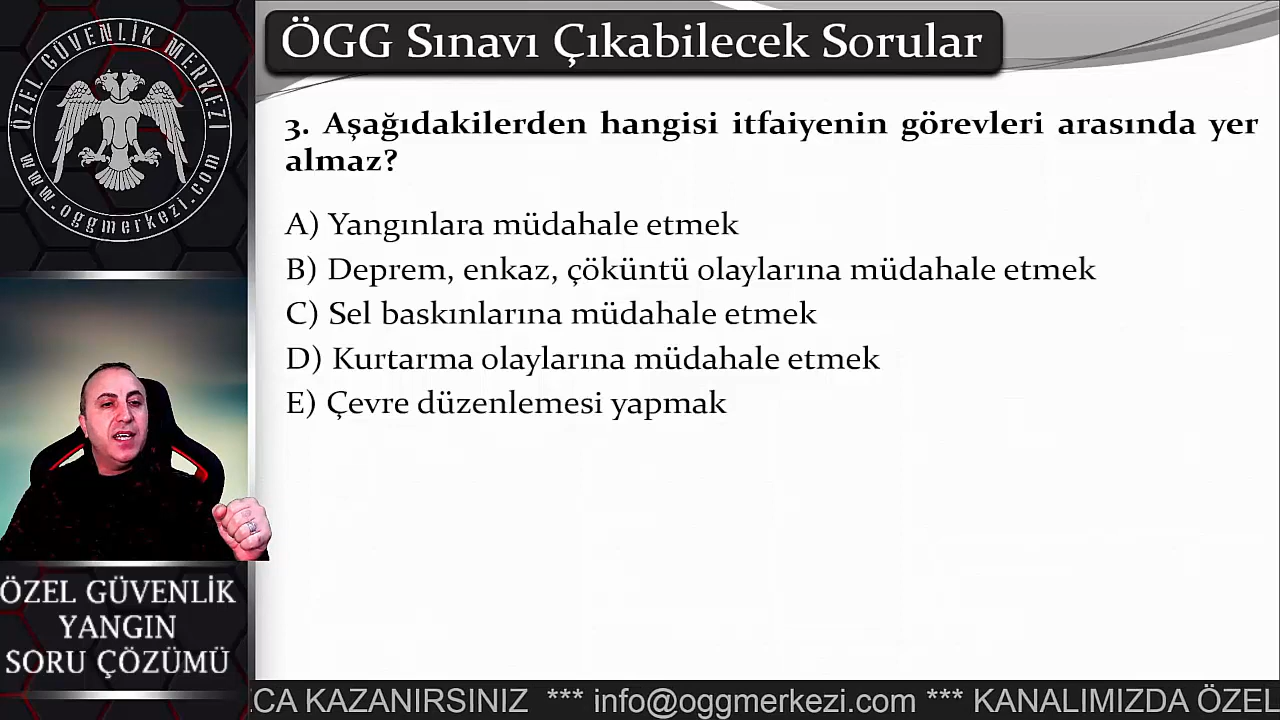 ÖZEL GÜVENLİK MERKEZİ
www.oggmerkezi.com
ÖGG Sınavı Çıkabilecek Sorular
3. Aşağıdakilerden hangisi itfaiyenin görevleri arasında yer
almaz?
A) Yangınlara müdahale etmek
B) Deprem, enkaz, çöküntü olaylarına müdahale etmek
C) Sel baskınlarına müdahale etmek
D) Kurtarma olaylarına müdahale etmek
E) Çevre düzenlemesi yapmak
ÖZEL GÜVENLİK
YANGIN
SORU ÇÖZÜMÜ
CA KAZANIRSINIZ *** info@oggmerkezi.com *** KANALIMIZDA ÖZEL